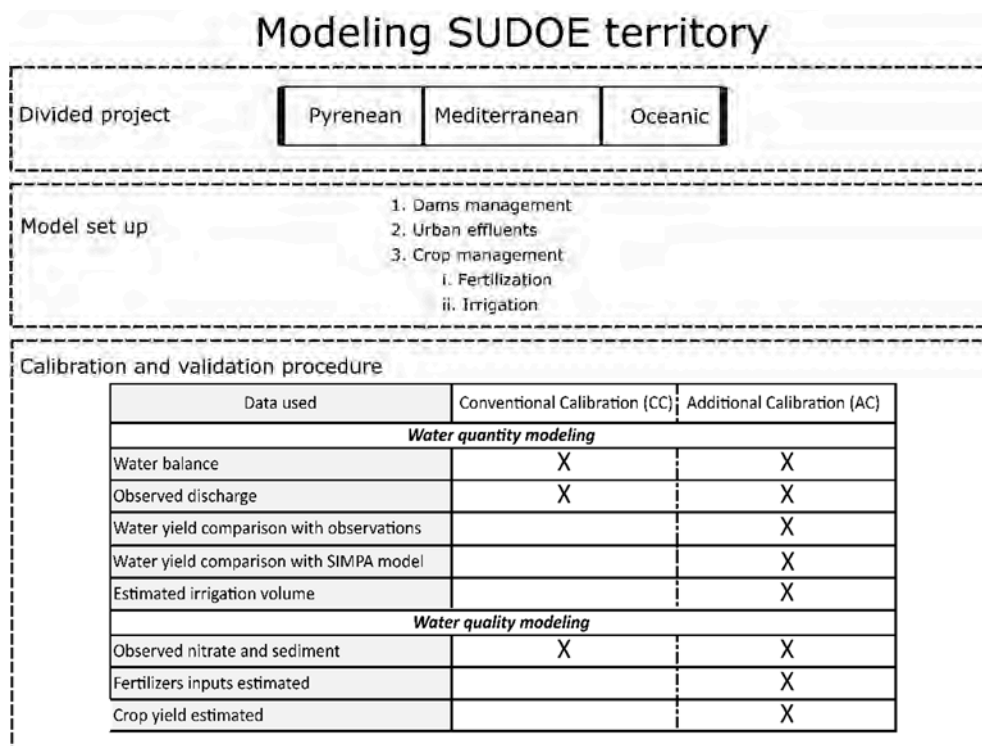 Modeling SUDOE territory
Divided project
Pyrenean Mediterranean Oceanic
Model set up
1. Dams management
2. Urban effluents
3. Crop management
i. Fertilization
ii. Irrigation
Calibration and validation procedure
Data used Conventional Calibration (CC) Additional Calibration (AC)
Water quantity modeling
Water balance X X
Observed discharge X X
Water yield comparison with observations X
Water yield comparison with SIMPA model X
Estimated irrigation volume X
Water quality modeling
Observed nitrate and sediment X X
Fertilizers inputs estimated X
Crop yield estimated X